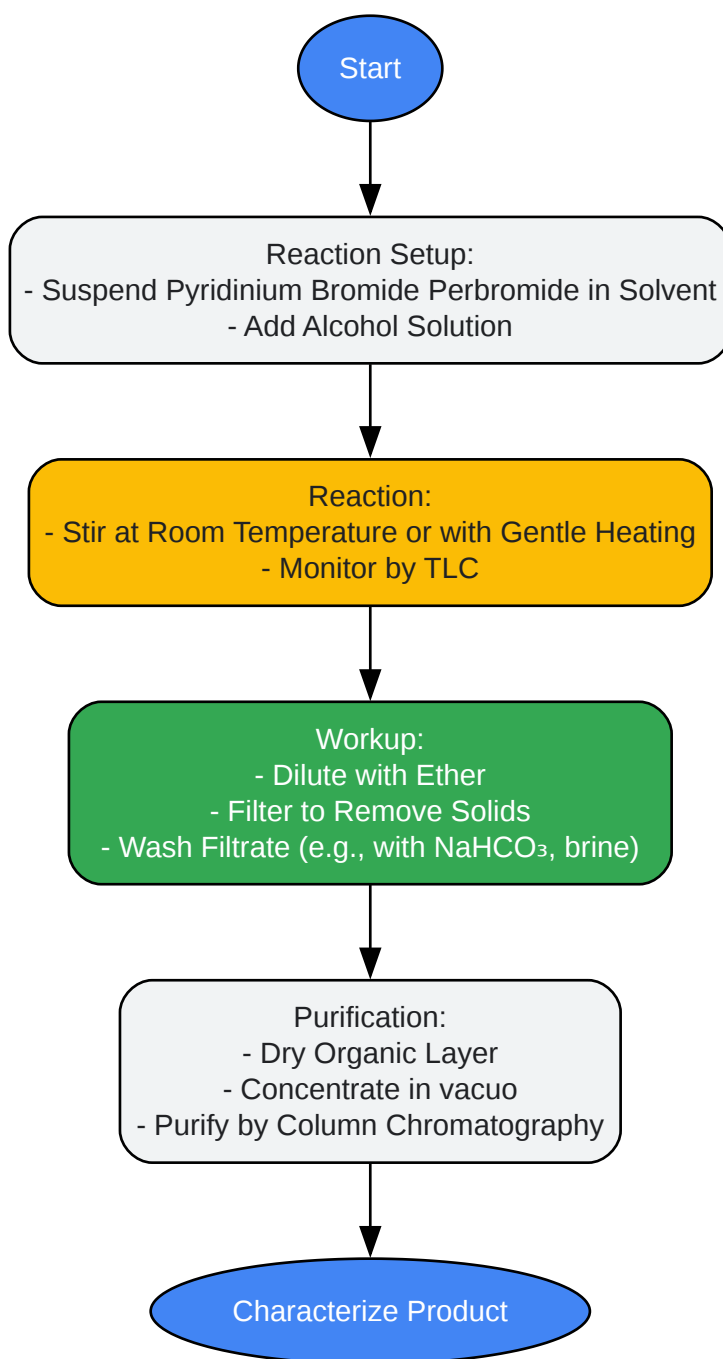 Start
Reaction Setup:
- Suspend Pyridinium Bromide Perbromide in Solvent
- Add Alcohol Solution
Reaction:
- Stir at Room Temperature or with Gentle Heating
- Monitor by TLC
Workup:
- Dilute with Ether
- Filter to Remove Solids
- Wash Filtrate (e.g., with NaHCO₃, brine)
Purification:
- Dry Organic Layer
- Concentrate in vacuo
- Purify by Column Chromatography
Characterize Product